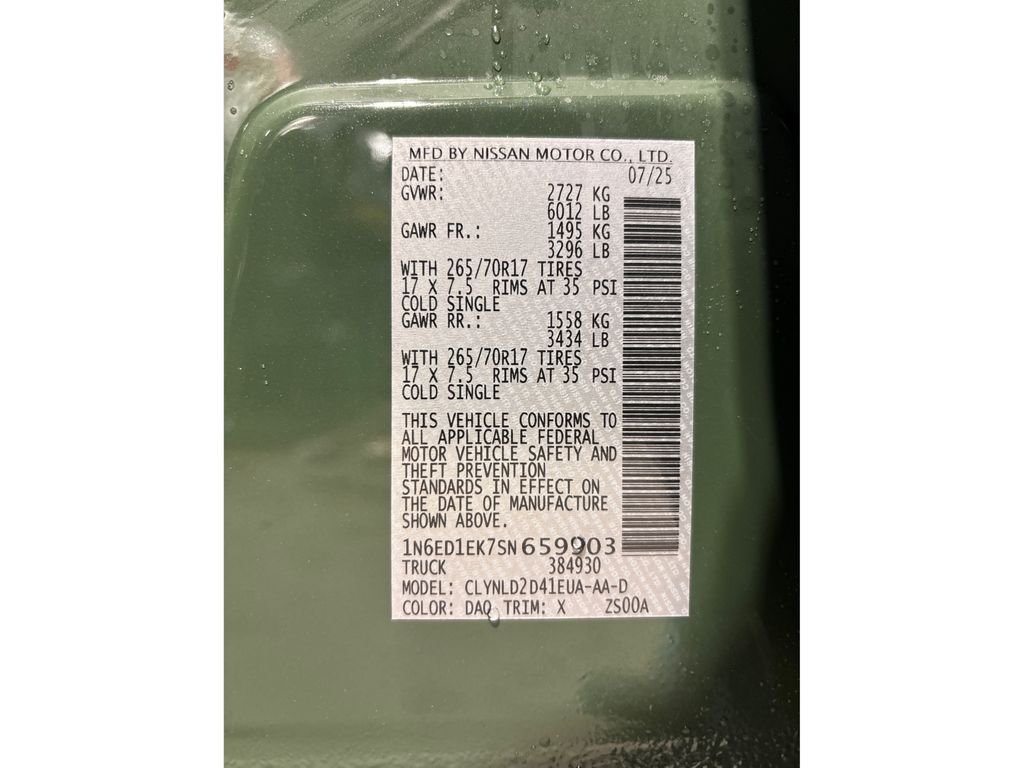 MFD BY NISSAN MOTOR CO., LTD.
DATE: 07/25
GVWR: 2727 KG
6012 LB
GAWR FR.: 1495 KG
3296 LB
WITH 265/70R17 TIRES
17 X 7.5 RIMS AT 35 PSI
COLD SINGLE
GAWR RR.: 1558 KG
3434 LB
WITH 265/70R17 TIRES
17 X 7.5 RIMS AT 35 PSI
COLD SINGLE
THIS VEHICLE CONFORMS TO
ALL APPLICABLE FEDERAL
MOTOR VEHICLE SAFETY AND
THEFT PREVENTION
STANDARDS IN EFFECT ON
THE DATE OF MANUFACTURE
SHOWN ABOVE.
1N6ED1EK7SN659903
TRUCK 384930
MODEL: CLYNLD2D41EUA-AA-D
COLOR: DAQ TRIM: X ZS00A